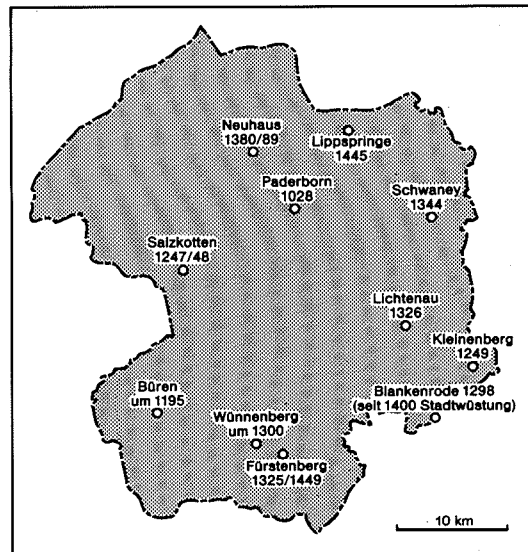 Neuhaus
1380/89
Lippspringe
1445
Paderborn
1028
Schwaney
1344
Salzkotten
1247/48
Lichtenau
1326
Kleinenberg
1249
Büren
um 1195
Blankenrode 1298
(seit 1400 Stadtwüstung)
Wünnenberg
um 1300
Fürstenberg
1325/1449
10 km